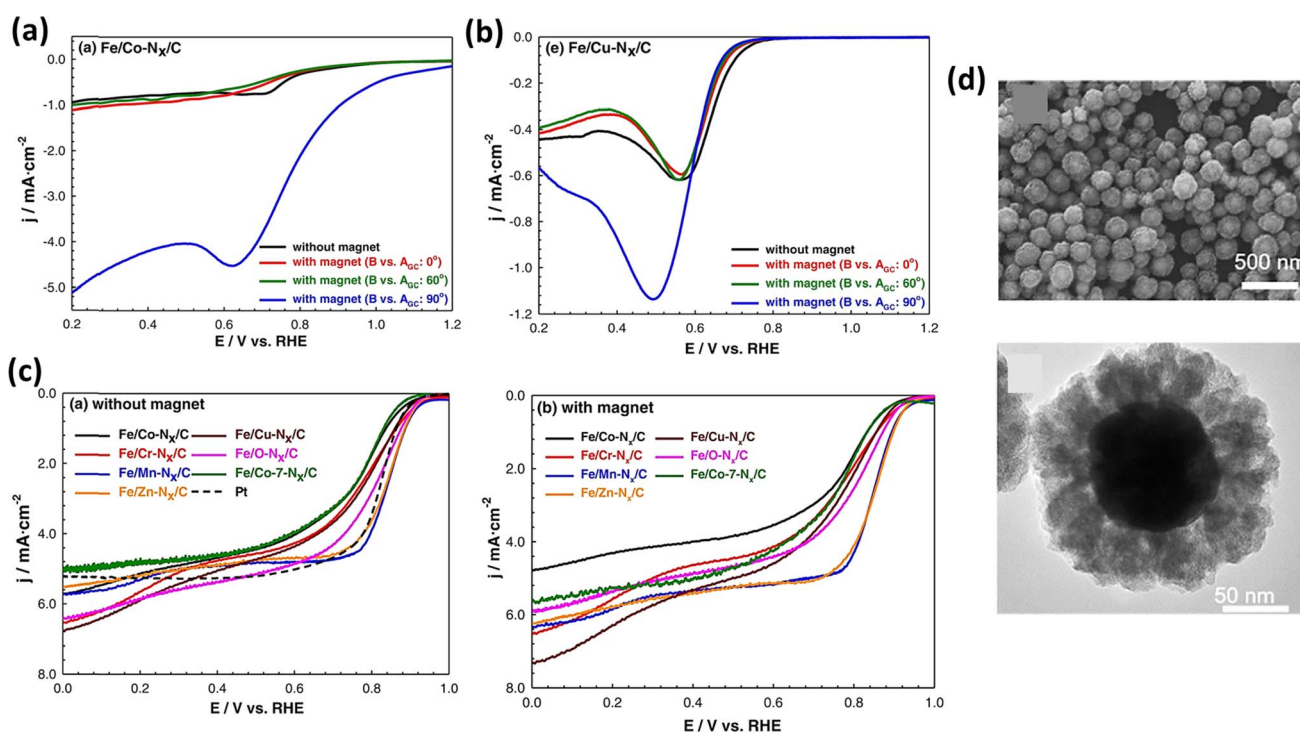 (a)
(a) Fe/Co-Nx/C
0.0
-1.0
-2.0
-3.0
-4.0
-5.0
j / mA·cm-2
without magnet
with magnet (B vs. AGC: 0o)
with magnet (B vs. AGC: 60o)
with magnet (B vs. AGC: 90o)
0.2 0.4 0.6 0.8 1.0 1.2
E / V vs. RHE
(b)
(e) Fe/Cu-Nx/C
0.0
-0.2
-0.4
-0.6
-0.8
-1.0
-1.2
j / mA·cm-2
without magnet
with magnet (B vs. AGC: 0o)
with magnet (B vs. AGC: 60o)
with magnet (B vs. AGC: 90o)
0.2 0.4 0.6 0.8 1.0 1.2
E / V vs. RHE
(c)
(a) without magnet
0.0
2.0
4.0
6.0
8.0
j / mA·cm-2
Fe/Co-Nx/C Fe/Cu-Nx/C
Fe/Cr-Nx/C Fe/O-Nx/C
Fe/Mn-Nx/C Fe/Co-7-Nx/C
Fe/Zn-Nx/C Pt
0.0 0.2 0.4 0.6 0.8 1.0
E / V vs. RHE
(b) with magnet
0.0
2.0
4.0
6.0
8.0
j / mA·cm-2
Fe/Co-Nx/C Fe/Cu-Nx/C
Fe/Cr-Nx/C Fe/O-Nx/C
Fe/Mn-Nx/C Fe/Co-7-Nx/C
Fe/Zn-Nx/C
0.0 0.2 0.4 0.6 0.8 1.0
E / V vs. RHE
(d)
500 nm
50 nm